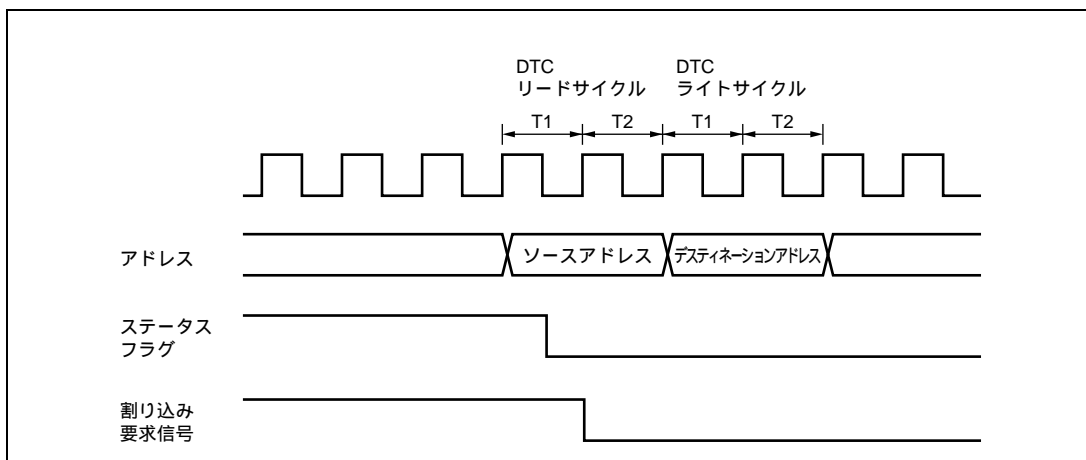 DTC
リードサイクル
DTC
ライトサイクル
T1 T2 T1 T2
アドレス
ソースアドレス
デスティネーションアドレス
ステータス
フラグ
割り込み
要求信号